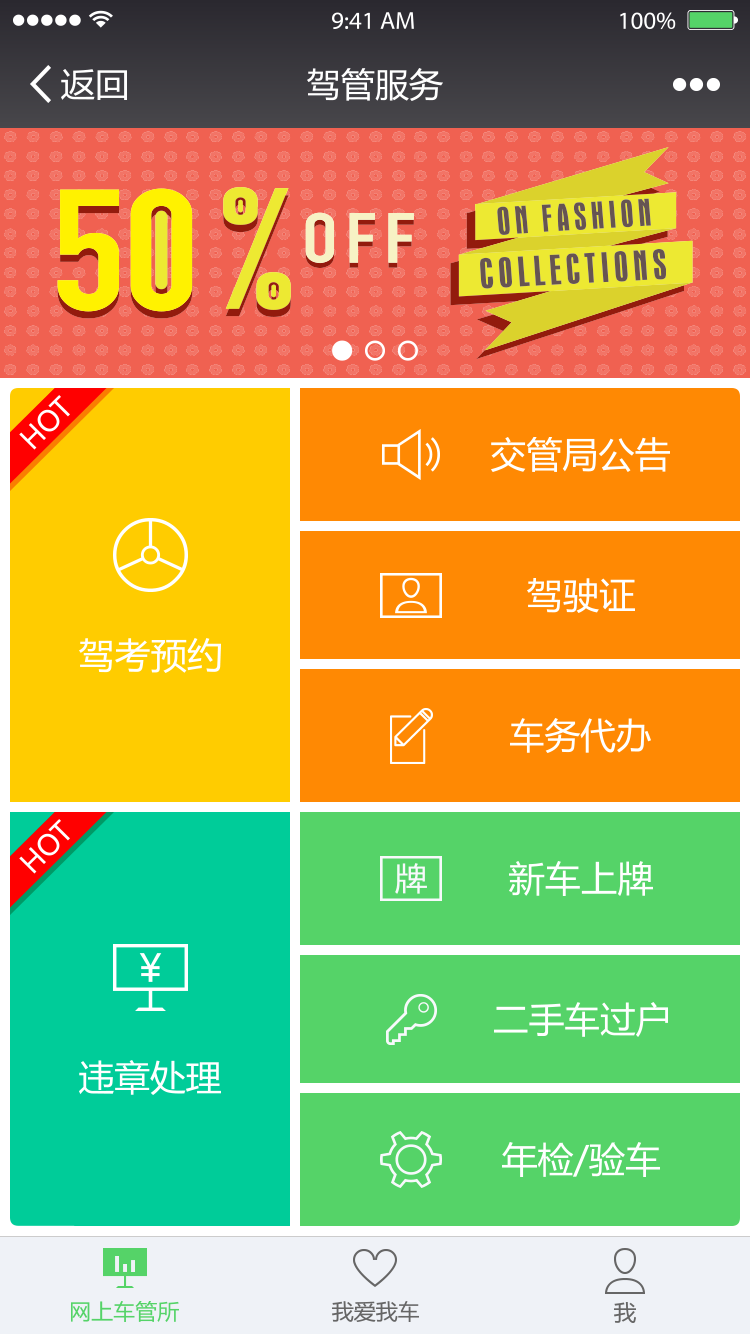 9:41 AM
100%
返回
驾管服务
50% OFF
ON FASHION
COLLECTIONS
HOT
驾考预约
交管局公告
驾驶证
车务代办
HOT
¥
违章处理
牌
新车上牌
二手车过户
年检/验车
网上车管所
我爱我车
我